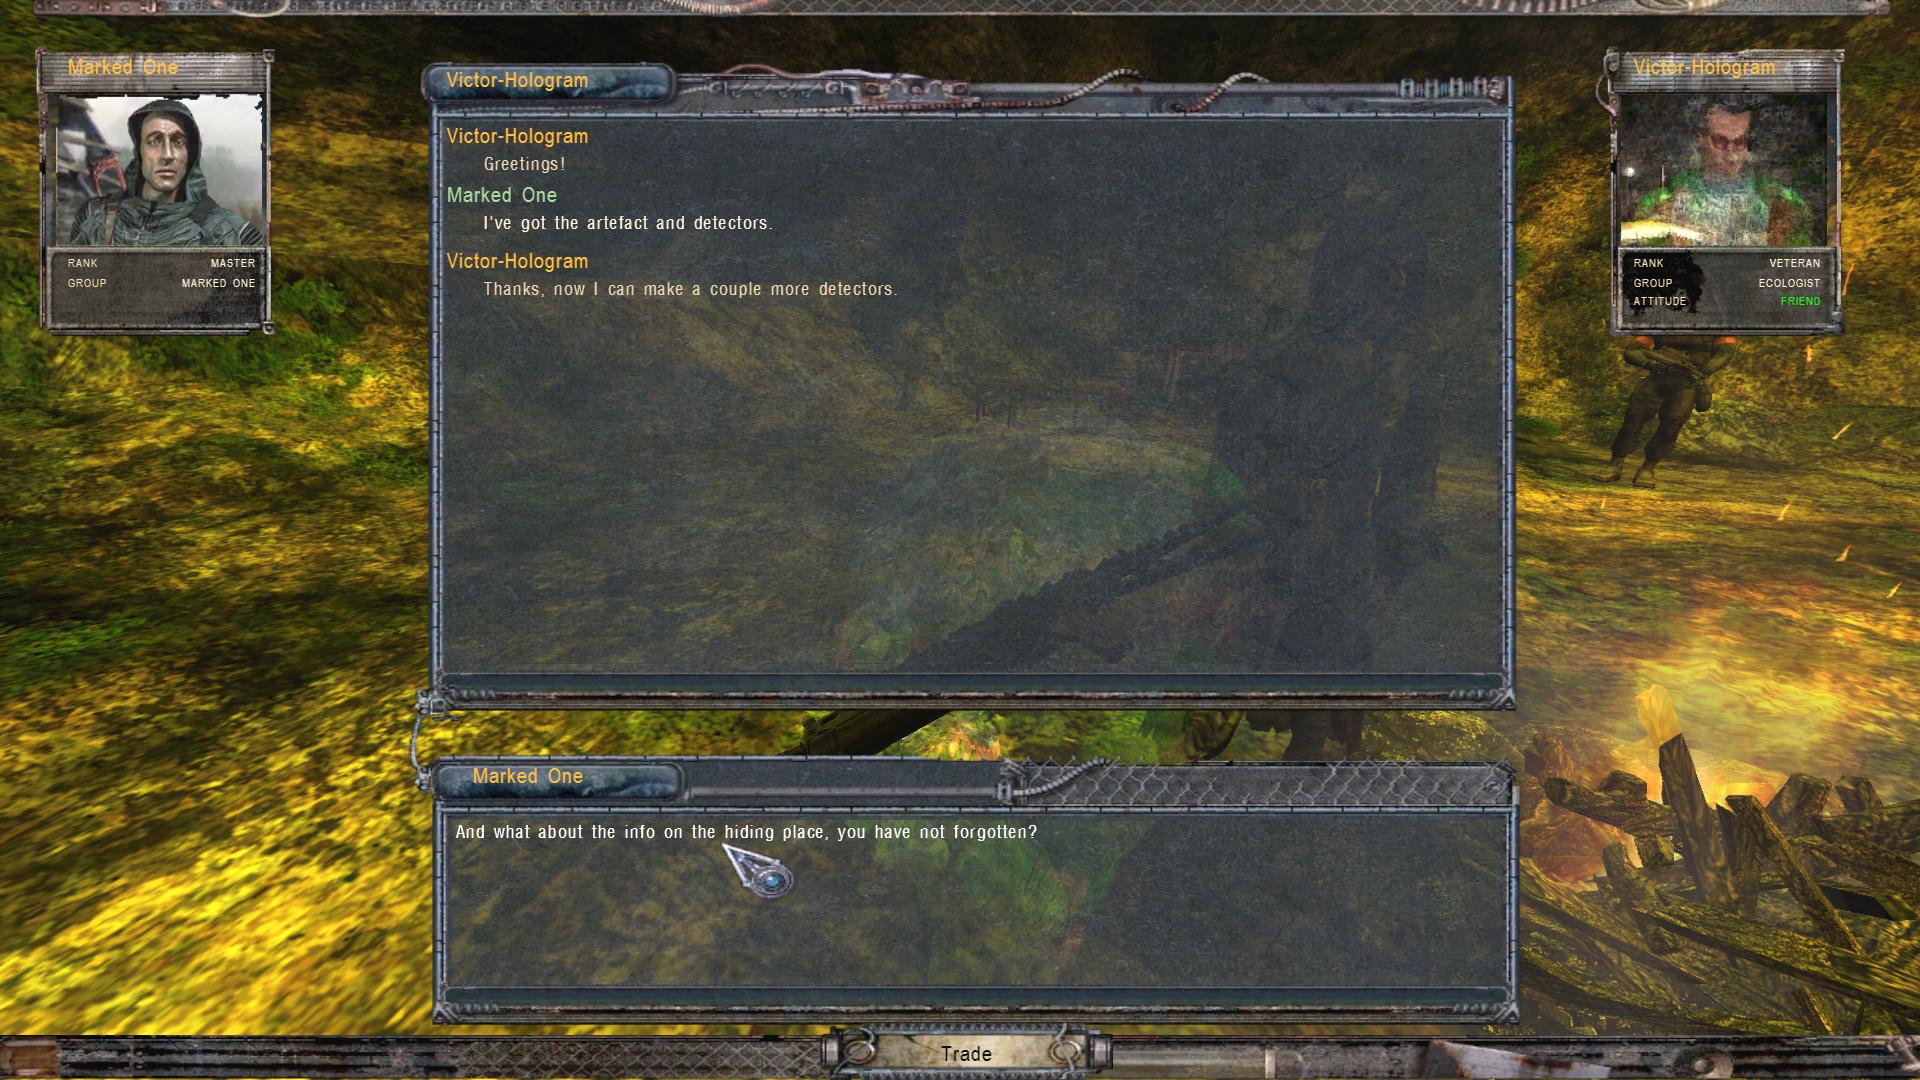 Marked One
RANK MASTER
GROUP MARKED ONE
Victor-Hologram
Victor-Hologram
Greetings!
Marked One
I've got the artefact and detectors.
Victor-Hologram
Thanks, now I can make a couple more detectors.
Victor-Hologram
RANK VETERAN
GROUP ECOLOGIST
ATTITUDE FRIEND
Marked One
And what about the info on the hiding place, you have not forgotten?
Trade